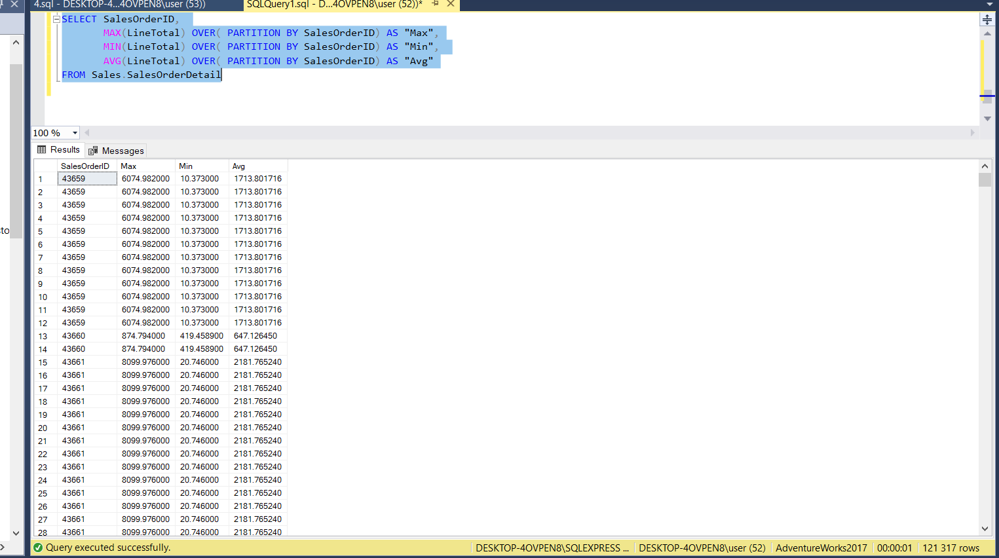 4.sql - DESKTOP-4...4OVPEN8\user (53))
SQLQuery1.sql - D...4OVPEN8\user (52))*
SELECT SalesOrderID,
MAX(LineTotal) OVER( PARTITION BY SalesOrderID) AS "Max",
MIN(LineTotal) OVER( PARTITION BY SalesOrderID) AS "Min",
AVG(LineTotal) OVER( PARTITION BY SalesOrderID) AS "Avg"
FROM Sales.SalesOrderDetail
100 %
Results Messages
SalesOrderID Max Min Avg
1 43659 6074.982000 10.373000 1713.801716
2 43659 6074.982000 10.373000 1713.801716
3 43659 6074.982000 10.373000 1713.801716
4 43659 6074.982000 10.373000 1713.801716
sto
5 43659 6074.982000 10.373000 1713.801716
6 43659 6074.982000 10.373000 1713.801716
7 43659 6074.982000 10.373000 1713.801716
8 43659 6074.982000 10.373000 1713.801716
9 43659 6074.982000 10.373000 1713.801716
10 43659 6074.982000 10.373000 1713.801716
11 43659 6074.982000 10.373000 1713.801716
12 43659 6074.982000 10.373000 1713.801716
13 43660 874.794000 419.458900 647.126450
14 43660 874.794000 419.458900 647.126450
15 43661 8099.976000 20.746000 2181.765240
16 43661 8099.976000 20.746000 2181.765240
17 43661 8099.976000 20.746000 2181.765240
18 43661 8099.976000 20.746000 2181.765240
19 43661 8099.976000 20.746000 2181.765240
20 43661 8099.976000 20.746000 2181.765240
21 43661 8099.976000 20.746000 2181.765240
22 43661 8099.976000 20.746000 2181.765240
23 43661 8099.976000 20.746000 2181.765240
24 43661 8099.976000 20.746000 2181.765240
25 43661 8099.976000 20.746000 2181.765240
26 43661 8099.976000 20.746000 2181.765240
27 43661 8099.976000 20.746000 2181.765240
28 43661 8099.976000 20.746000 2181.765240
Query executed successfully.
DESKTOP-4OVPEN8\SQLEXPRESS ... DESKTOP-4OVPEN8\user (52) AdventureWorks2017 00:00:01 121 317 rows